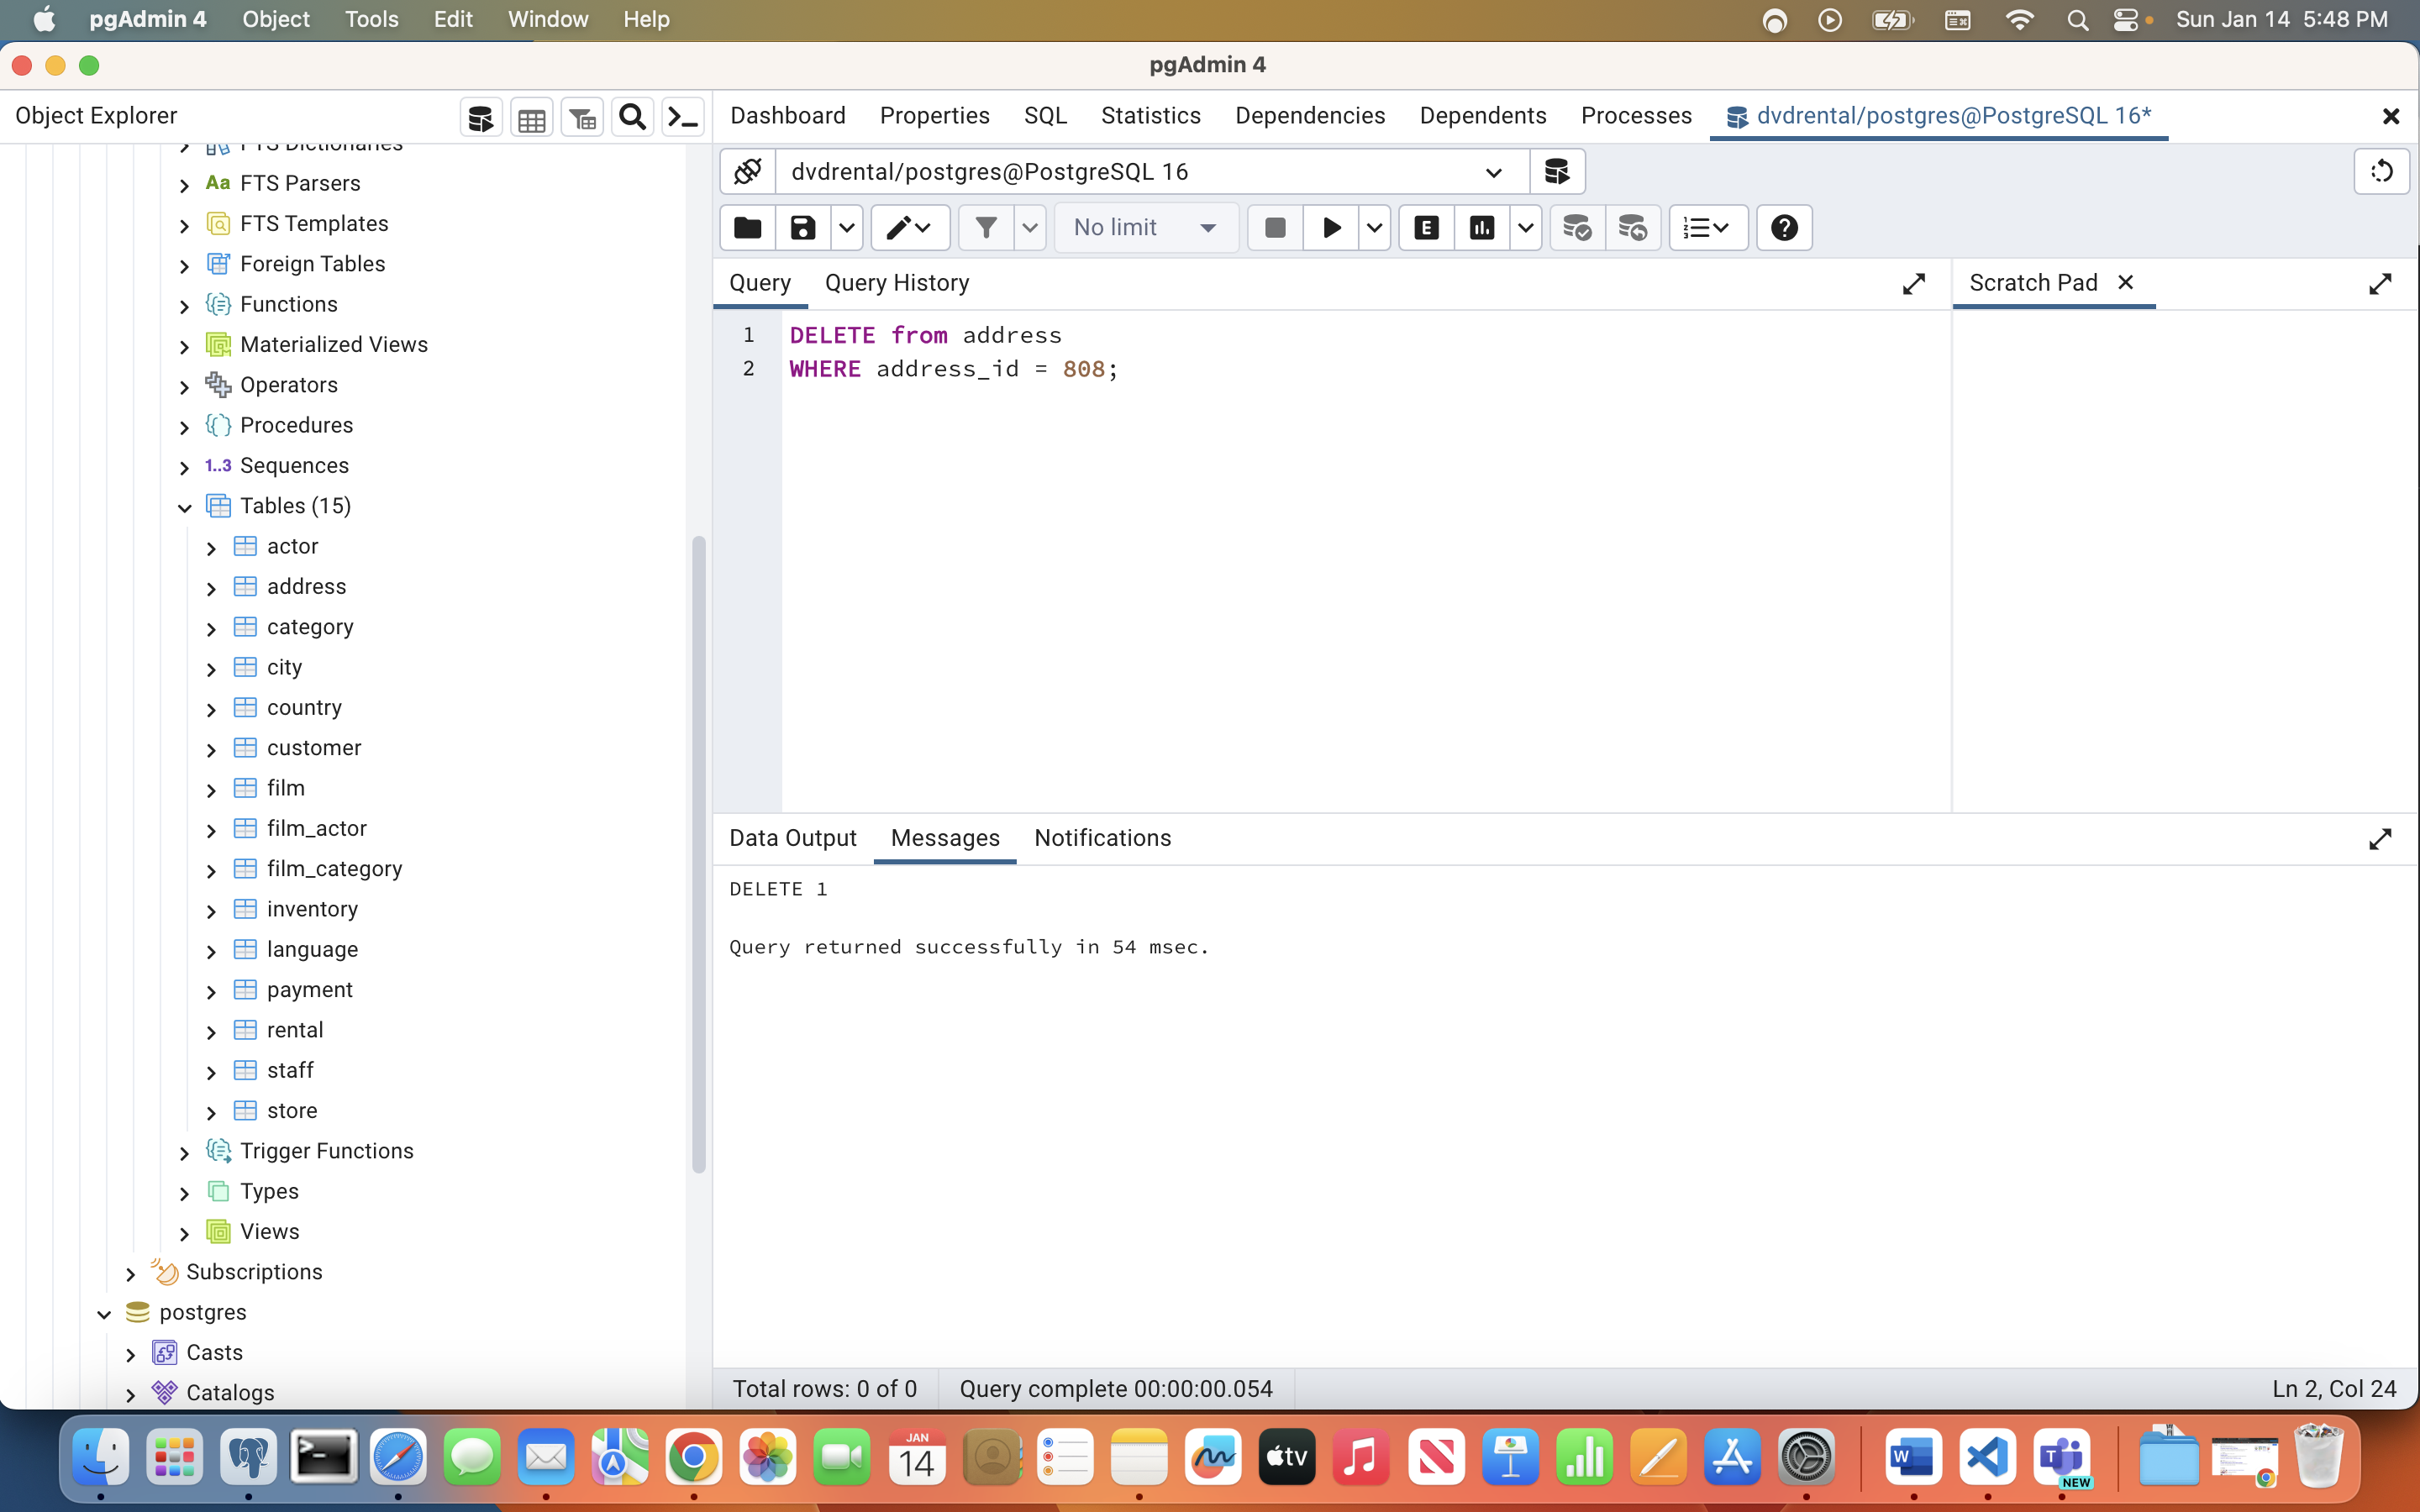 pgAdmin 4 Object Tools Edit Window Help Sun Jan 14 5:48 PM
pgAdmin 4
Object Explorer
Dashboard Properties SQL Statistics Dependencies Dependents Processes dvdrental/postgres@PostgreSQL 16*
FTS Dictionaries
Aa FTS Parsers
FTS Templates
Foreign Tables
Functions
Materialized Views
Operators
Procedures
1..3 Sequences
Tables (15)
actor
address
category
city
country
customer
film
film_actor
film_category
inventory
language
payment
rental
staff
store
Trigger Functions
Types
Views
Subscriptions
postgres
Casts
Catalogs
dvdrental/postgres@PostgreSQL 16
No limit
E
Query Query History
Scratch Pad
1 DELETE from address
2 WHERE address_id = 808;
Data Output Messages Notifications
DELETE 1
Query returned successfully in 54 msec.
Total rows: 0 of 0 Query complete 00:00:00.054 Ln 2, Col 24
JAN
14
tv
W
T
NEW